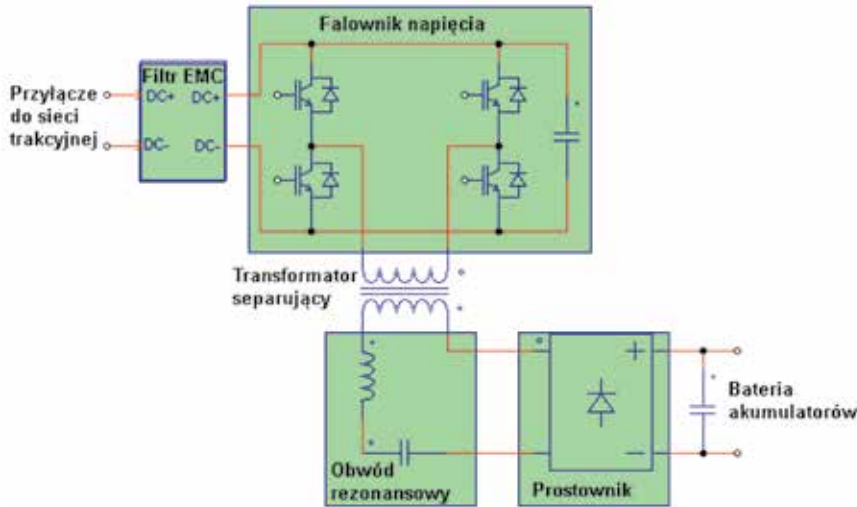 Falownik napięcia
Filtr EMC
DC+ DC+
DC- DC-
Przyłącze
do sieci
trakcyjnej
Transformator
separujący
Obwód
rezonansowy
+
−
Prostownik
Bateria
akumulatorów